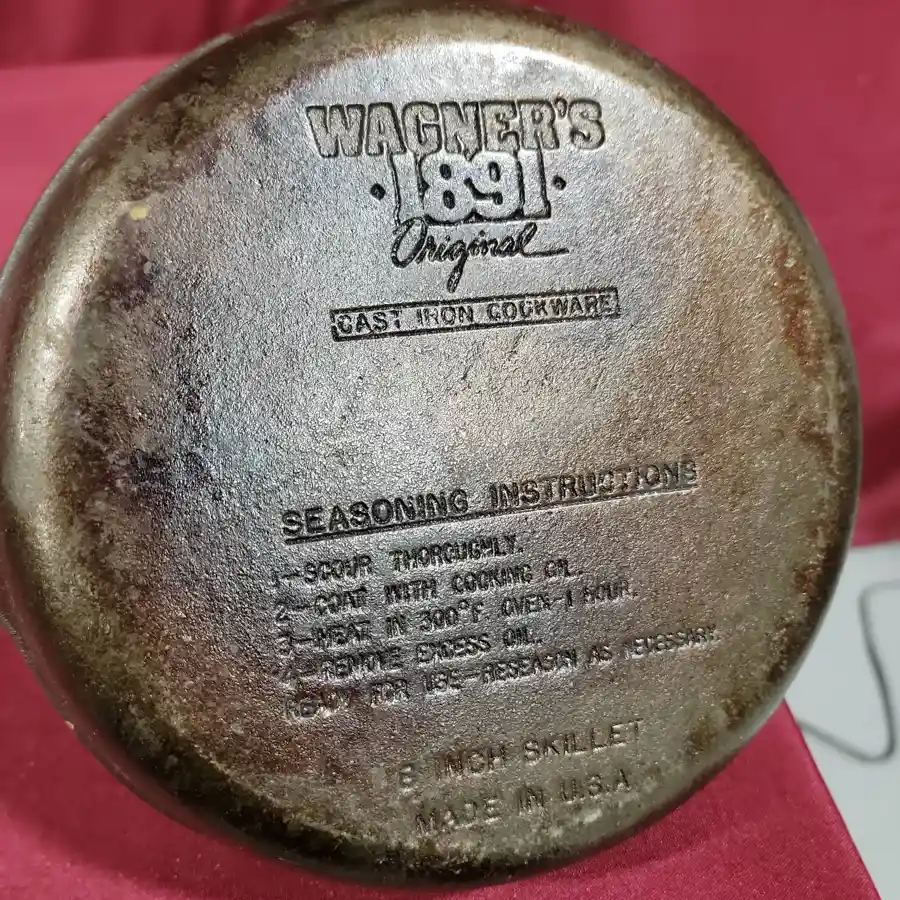 WAGNER'S
·1891·
Original
CAST IRON COOKWARE
SEASONING INSTRUCTIONS
1-SCOUR THOROUGHLY.
2-COAT WITH COOKING OIL.
3-HEAT IN 300°F OVEN-1 HOUR.
4-REMOVE EXCESS OIL.
READY FOR USE-RESEASON AS NECESSARY.
8 INCH SKILLET
MADE IN U.S.A